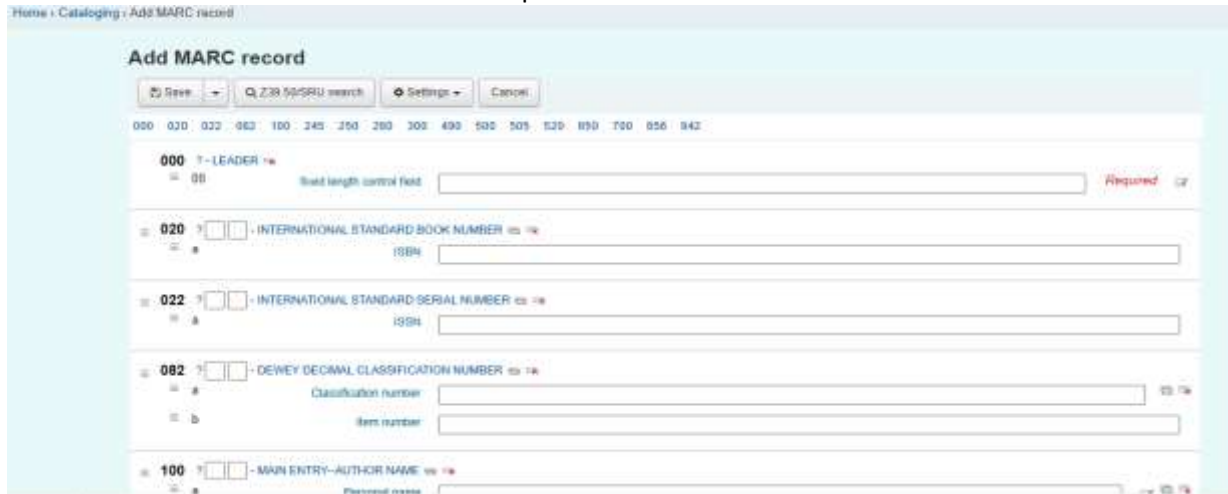 Home › Cataloging › Add MARC record
Add MARC record
Save Z39.50/SRU search Settings Cancel
000 020 022 082 100 245 250 260 300 490 500 505 520 650 700 856 942
000 ? - LEADER
00 fixed length control field Required
020 ? - INTERNATIONAL STANDARD BOOK NUMBER
a ISBN
022 ? - INTERNATIONAL STANDARD SERIAL NUMBER
a ISSN
082 ? - DEWEY DECIMAL CLASSIFICATION NUMBER
a Classification number
b Item number
100 ? - MAIN ENTRY--AUTHOR NAME
a Personal name